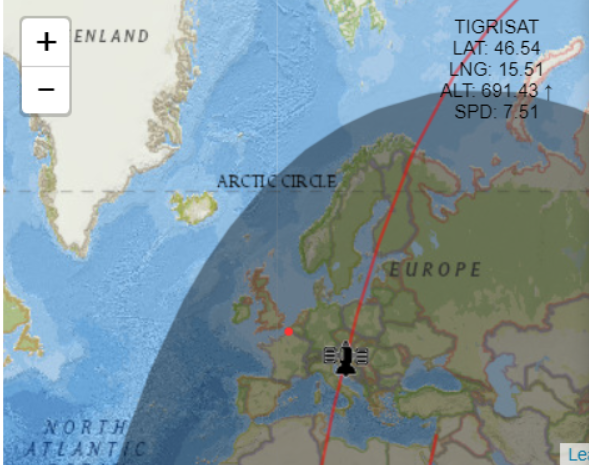 +
ENLAND
−
TIGRISAT
LAT: 46.54
LNG: 15.51
ALT: 691.43 ↑
SPD: 7.51
ARCTIC CIRCLE
EUROPE
NORTH
ATLANTIC
Lea